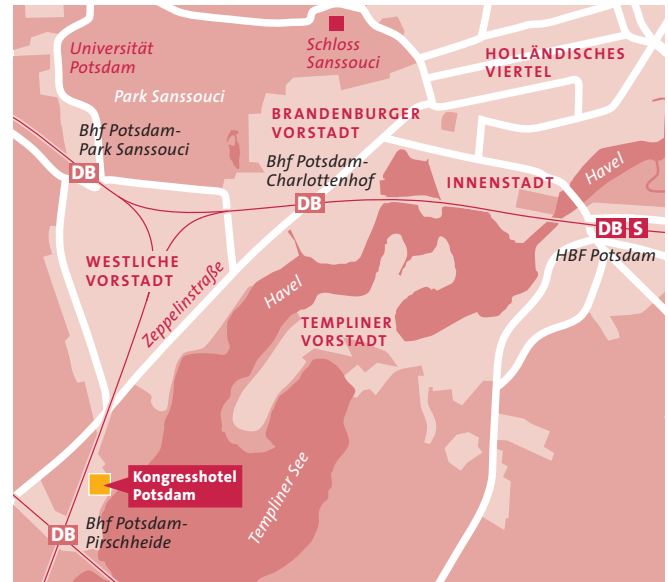 Universität
Potsdam
Schloss
Sanssouci
HOLLÄNDISCHES
VIERTEL
Park Sanssouci
BRANDENBURGER
VORSTADT
Bhf Potsdam-
Park Sanssouci
DB
Bhf Potsdam-
Charlottenhof
DB
INNENSTADT
Havel
DB S
HBF Potsdam
WESTLICHE
VORSTADT
Zeppelinstraße
Havel
TEMPLINER
VORSTADT
Kongresshotel
Potsdam
Templiner See
DB
Bhf Potsdam-
Pirschheide